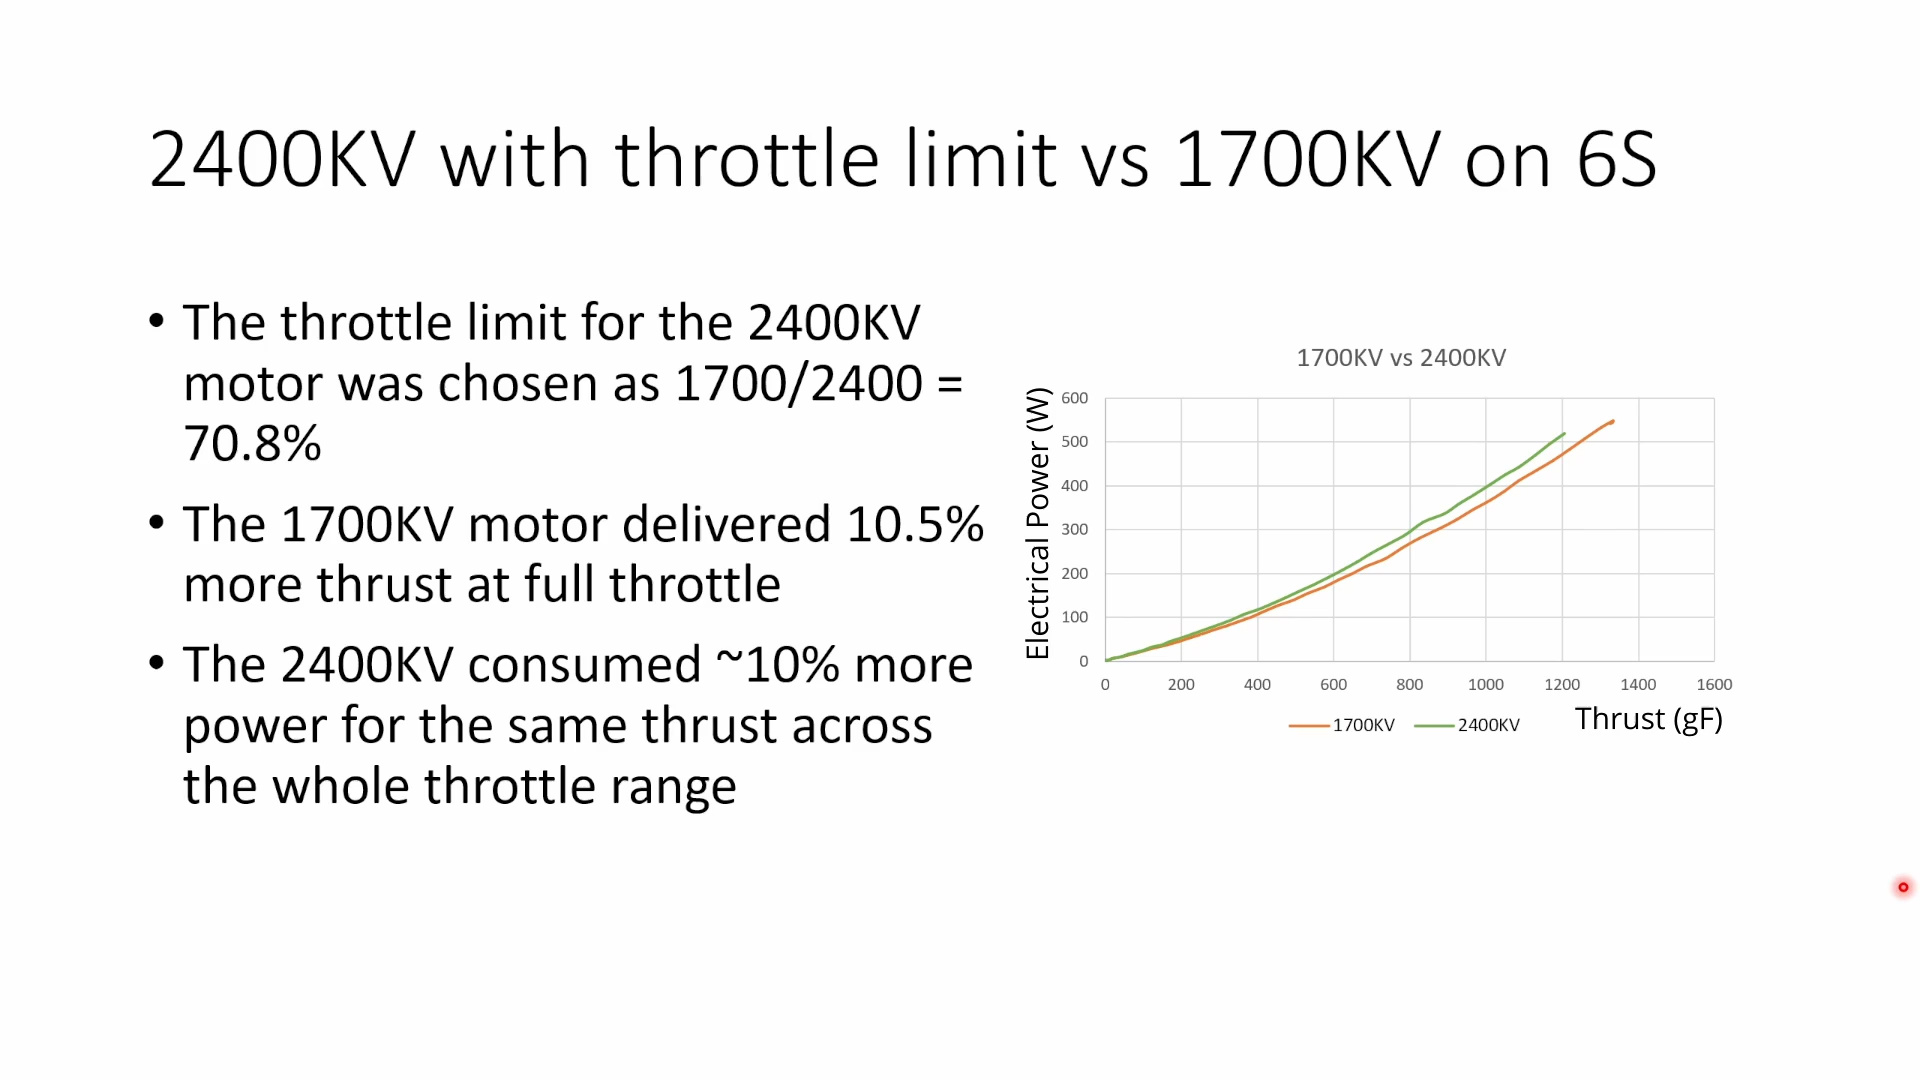 2400KV with throttle limit vs 1700KV on 6S
• The throttle limit for the 2400KV
motor was chosen as 1700/2400 =
70.8%
• The 1700KV motor delivered 10.5%
more thrust at full throttle
• The 2400KV consumed ~10% more
power for the same thrust across
the whole throttle range
1700KV vs 2400KV
Electrical Power (W)
600
500
400
300
200
100
0
0 200 400 600 800 1000 1200 1400 1600
1700KV 2400KV
Thrust (gF)